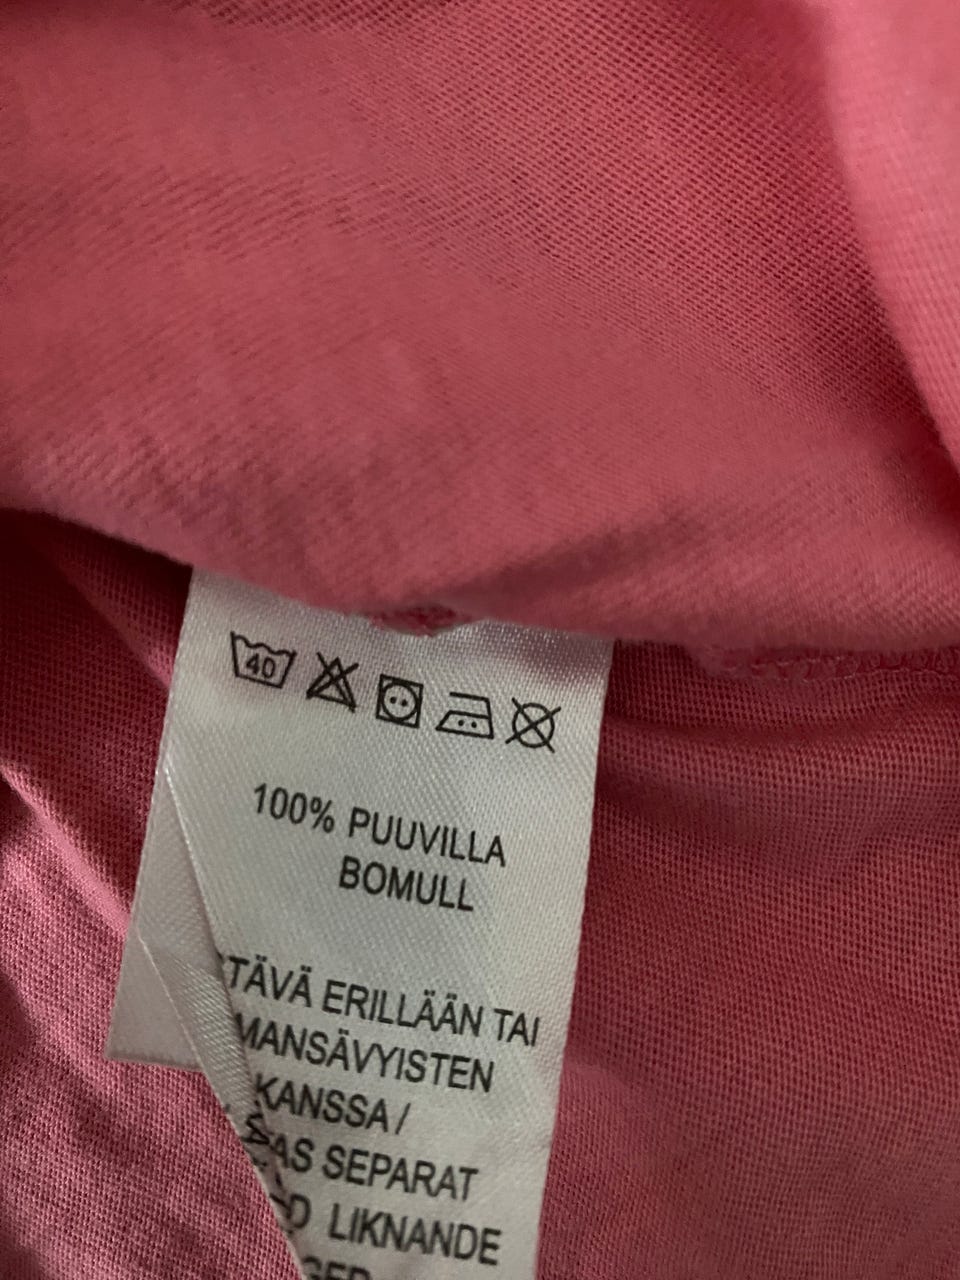 40
100% PUUVILLA
BOMULL
TÄVÄ ERILLÄÄN TAI
MANSÄVYISTEN
KANSSA /
AS SEPARAT
D LIKNANDE